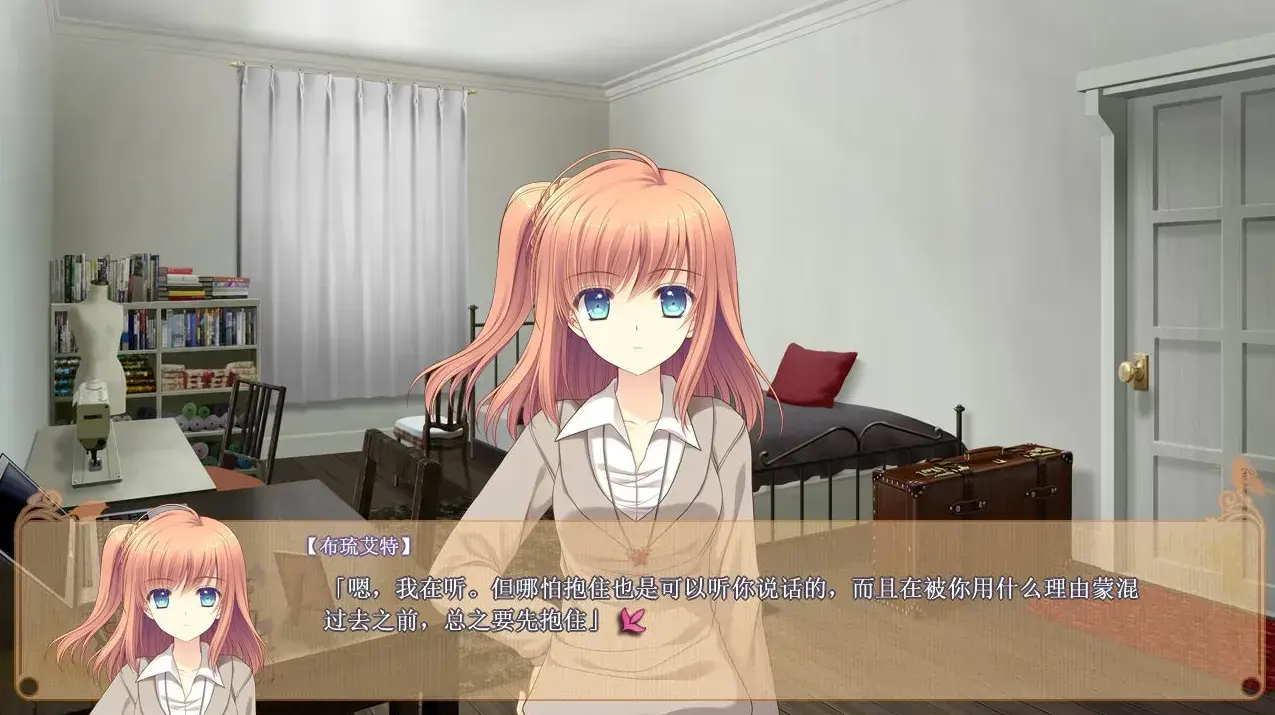 【布琉艾特】
「嗯，我在听。但哪怕抱住也是可以听你说话的，而且在被你用什么理由蒙混
过去之前，总之要先抱住」